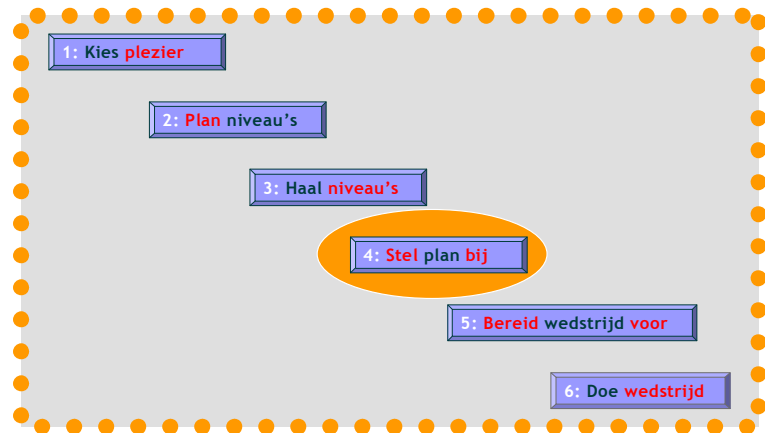 1: Kies plezier
2: Plan niveau’s
3: Haal niveau’s
4: Stel plan bij
5: Bereid wedstrijd voor
6: Doe wedstrijd